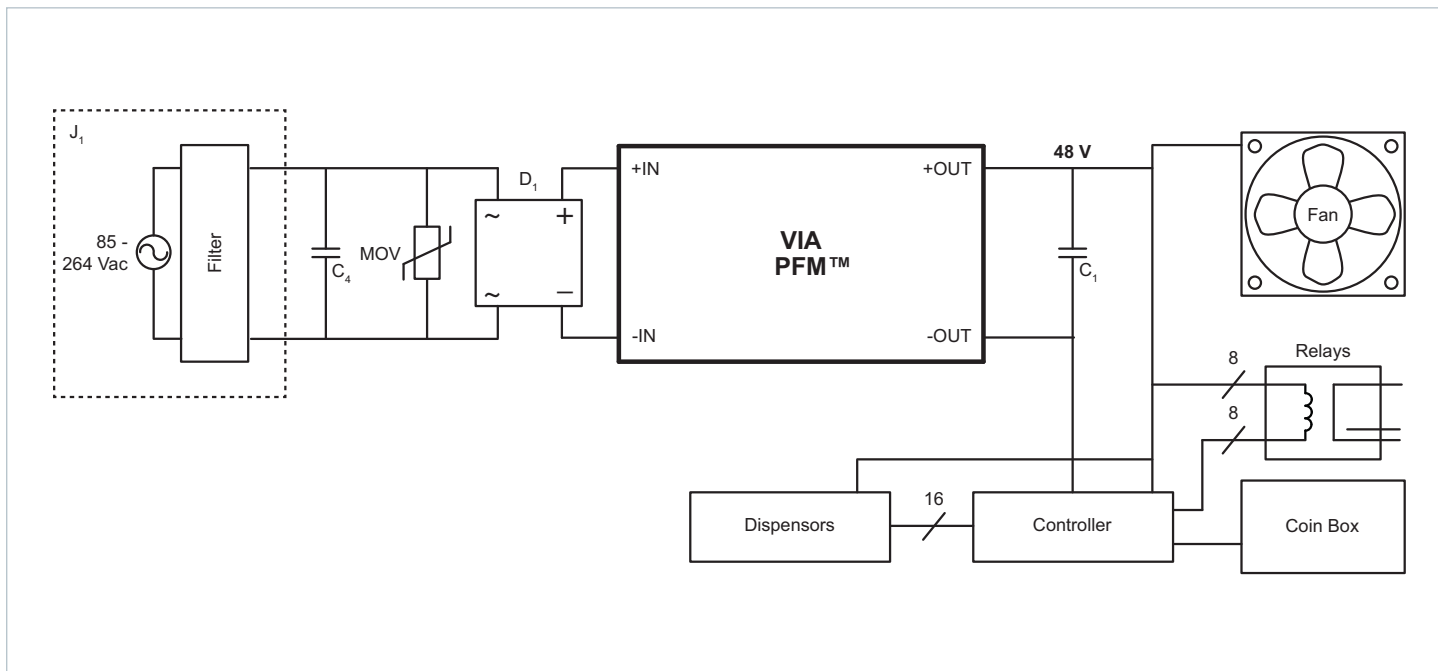 J1
85 -
264 Vac
Filter
C4
MOV
D1
~
+
~
–
+IN
-IN
VIA
PFM™
+OUT
-OUT
48 V
C1
Fan
Relays
8
8
Dispensors
16
Controller
Coin Box